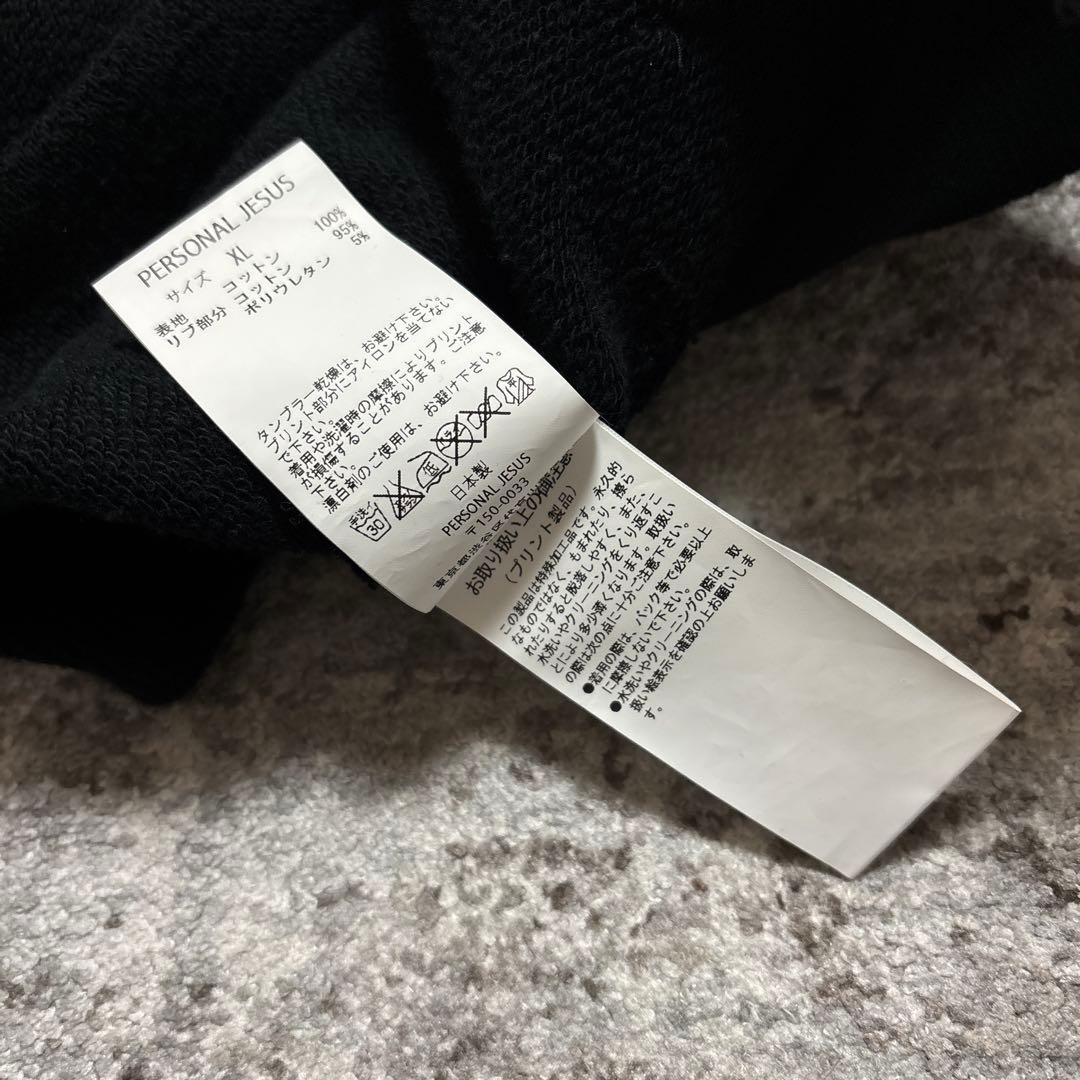 PERSONAL JESUS
サイズ XL
表地 コットン 100%
リブ部分 コットン 95%
ポリウレタン 5%
タンブラー乾燥は、お避け下さい。
プリント部分にアイロンを当てない
で下さい。
着用や洗濯時の摩擦によりプリント
が損傷することがあります。ご注意
下さい。
漂白剤のご使用は、お避け下さい。
手洗イ
30
日本製
PERSONAL JESUS
〒150-0033
東京都渋谷区
お取り扱い上の御注意
(プリント製品)
この製品は特殊加工品です。永久的
なものではなく、もまれたり、擦ら
れたりすると脱落しやすく、また、
水洗いやクリーニングをくり返すこ
とにより多少薄くなります。取扱い
の際は次の点に十分ご注意下さい。
●着用の際は、バック等で必要以上
に摩擦しないで下さい。
●水洗いやクリーニングの際は、取
扱い絵表示を確認の上お願いしま
す。